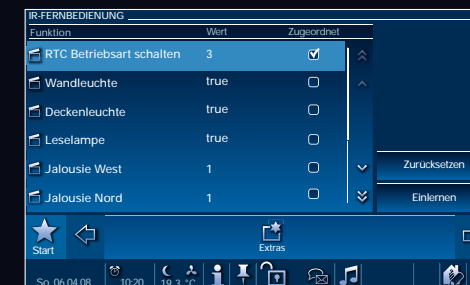 IR-FERNBEDIENUNG
Funktion Wert Zugeordnet
RTC Betriebsart schalten 3
Wandleuchte true
Deckenleuchte true
Leselampe true
Jalousie West 1
Jalousie Nord 1
Zurücksetzen
Einlernen
Start
Extras
So, 06.04.08 10:20 19.3 °C